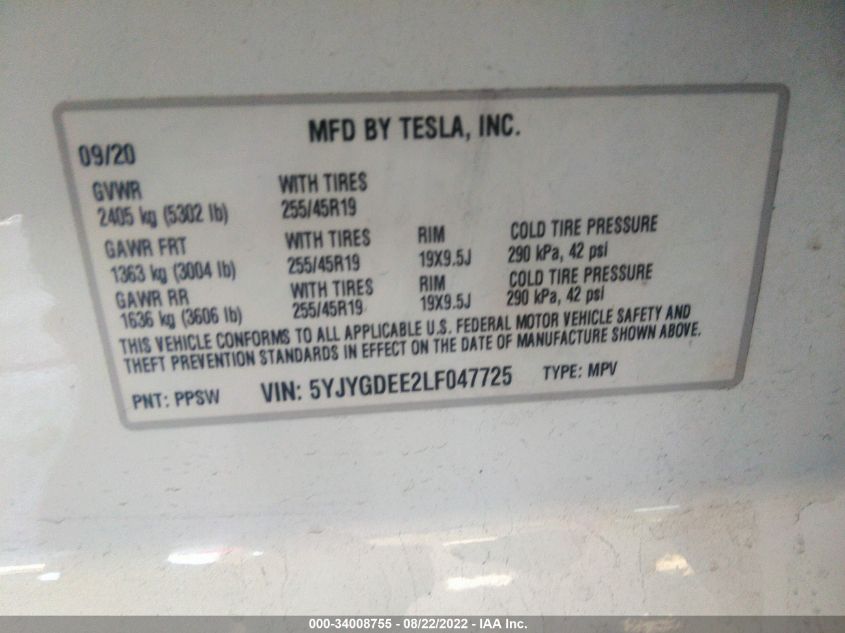 MFD BY TESLA, INC.
09/20
GVWR WITH TIRES
2405 kg (5302 lb) 255/45R19
GAWR FRT WITH TIRES RIM COLD TIRE PRESSURE
1363 kg (3004 lb) 255/45R19 19X9.5J 290 kPa, 42 psi
GAWR RR WITH TIRES RIM COLD TIRE PRESSURE
1636 kg (3606 lb) 255/45R19 19X9.5J 290 kPa, 42 psi
THIS VEHICLE CONFORMS TO ALL APPLICABLE U.S. FEDERAL MOTOR VEHICLE SAFETY AND
THEFT PREVENTION STANDARDS IN EFFECT ON THE DATE OF MANUFACTURE SHOWN ABOVE.
PNT: PPSW VIN: 5YJYGDEE2LF047725 TYPE: MPV
000-34008755 - 08/22/2022 - IAA Inc.